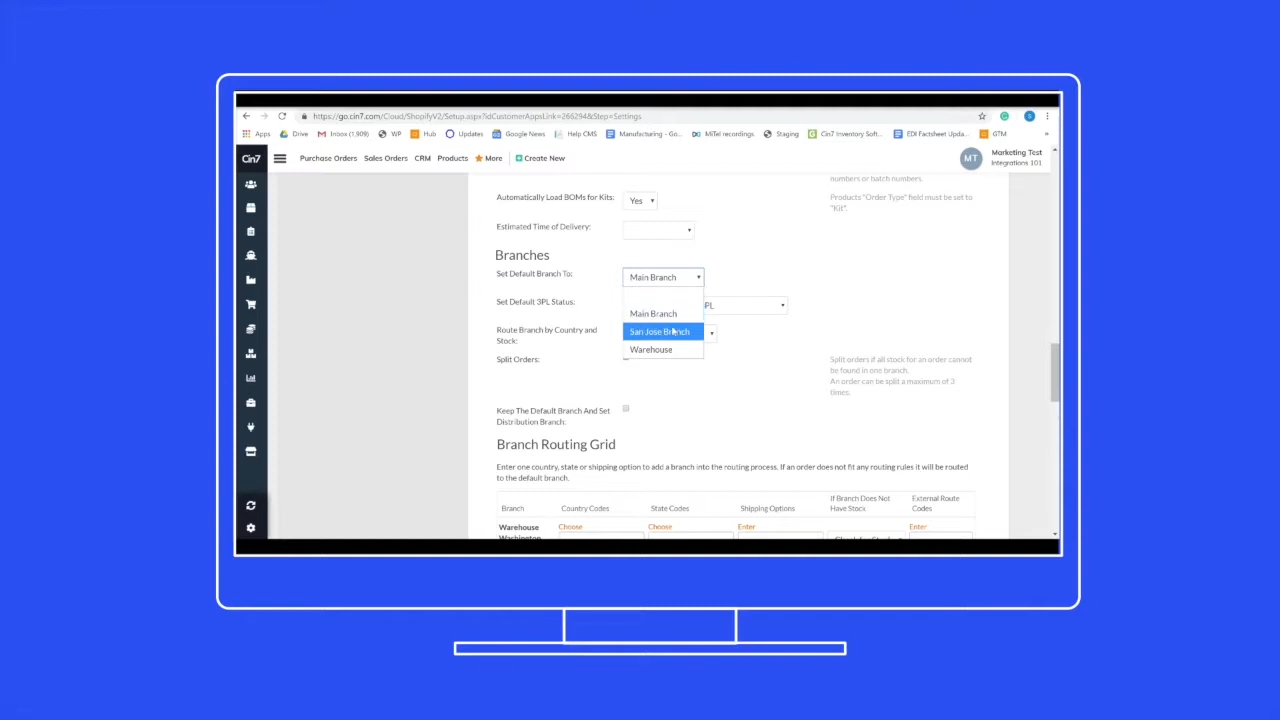 https://go.cin7.com/Cloud/ShopifyV2/Setup.aspx?idCustomerAppsLink=266294&Step=Settings
Apps Drive Inbox (1,909) WP Hub Updates Google News Help CMS Manufacturing - Go... MiTel recordings Staging Cin7 Inventory Soft... EDI Factsheet Upda... GTM »
Cin7 Purchase Orders Sales Orders CRM Products More Create New MT Marketing Test
Integrations 101
numbers or batch numbers.
Automatically Load BOMs for Kits: Yes Products "Order Type" field must be set to
"Kit".
Estimated Time of Delivery:
Branches
Set Default Branch To: Main Branch
Main Branch
San Jose Branch
Warehouse
Set Default 3PL Status: PL
Route Branch by Country and
Stock:
Split Orders: Split orders if all stock for an order cannot
be found in one branch.
An order can be split a maximum of 3
times.
Keep The Default Branch And Set
Distribution Branch.
Branch Routing Grid
Enter one country, state or shipping option to add a branch into the routing process. If an order does not fit any routing rules it will be routed
to the default branch.
Branch Country Codes State Codes Shipping Options If Branch Does Not
Have Stock External Route
Codes
Warehouse Choose Choose Enter Enter
Washington